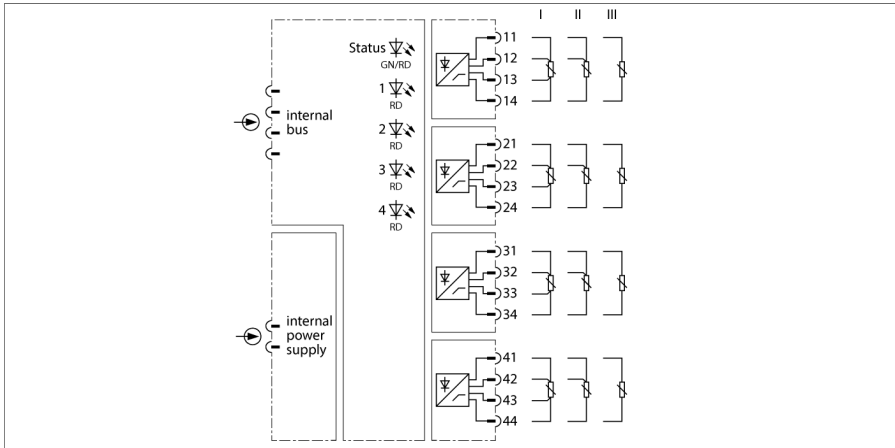 I II III
Status
GN/RD
1
RD
2
RD
3
RD
4
RD
internal
bus
internal
power
supply
11
12
13
14
21
22
23
24
31
32
33
34
41
42
43
44